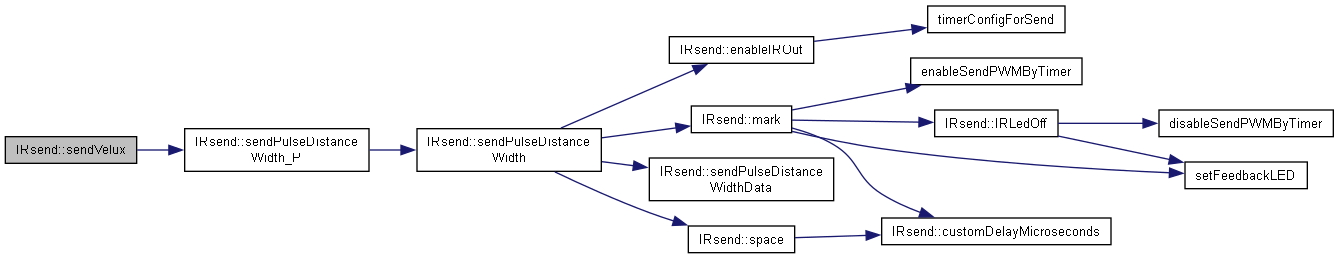 IRsend::sendVelux
IRsend::sendPulseDistance
Width_P
IRsend::sendPulseDistance
Width
IRsend::enableIROut
IRsend::mark
IRsend::sendPulseDistance
WidthData
IRsend::space
timerConfigForSend
enableSendPWMByTimer
IRsend::IRLedOff
IRsend::customDelayMicroseconds
disableSendPWMByTimer
setFeedbackLED